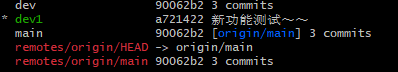 dev 90062b2 3 commits
* dev1 a721422 新功能测试～～
main 90062b2 [origin/main] 3 commits
remotes/origin/HEAD -> origin/main
remotes/origin/main 90062b2 3 commits